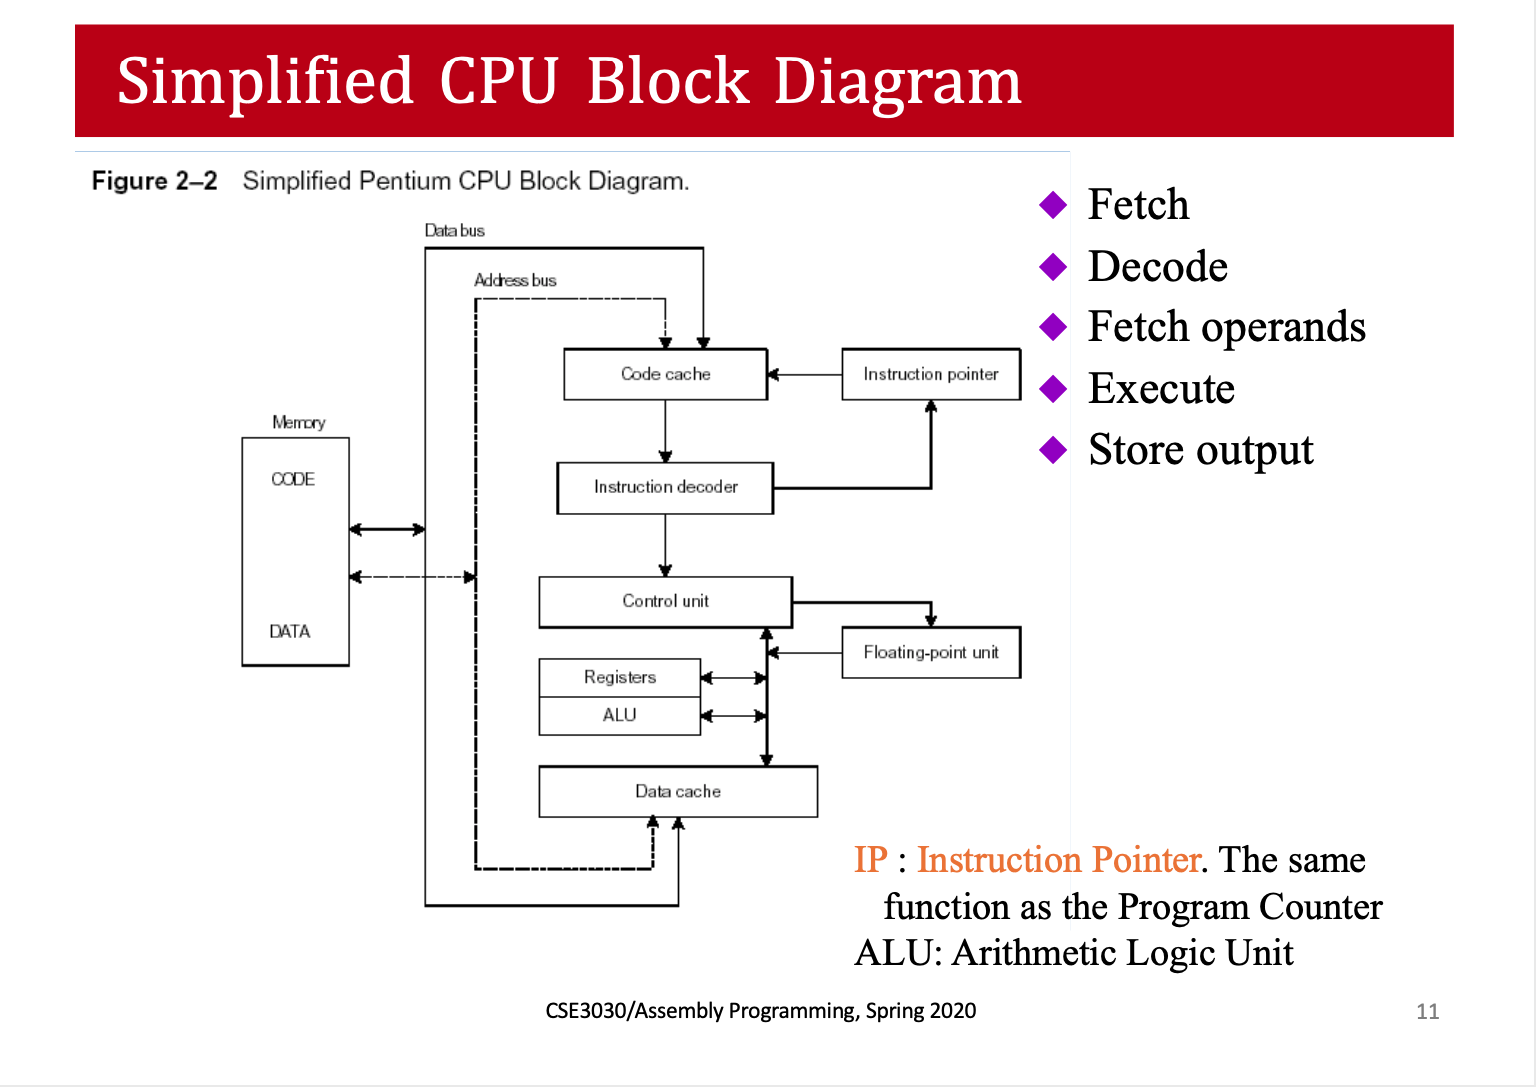 Simplified CPU Block Diagram
Figure 2–2 Simplified Pentium CPU Block Diagram.
Data bus
Address bus
Code cache
Instruction pointer
Memory
CODE
Instruction decoder
Control unit
DATA
Floating-point unit
Registers
ALU
Data cache
Fetch
Decode
Fetch operands
Execute
Store output
IP : Instruction Pointer. The same
function as the Program Counter
ALU: Arithmetic Logic Unit
CSE3030/Assembly Programming, Spring 2020
11